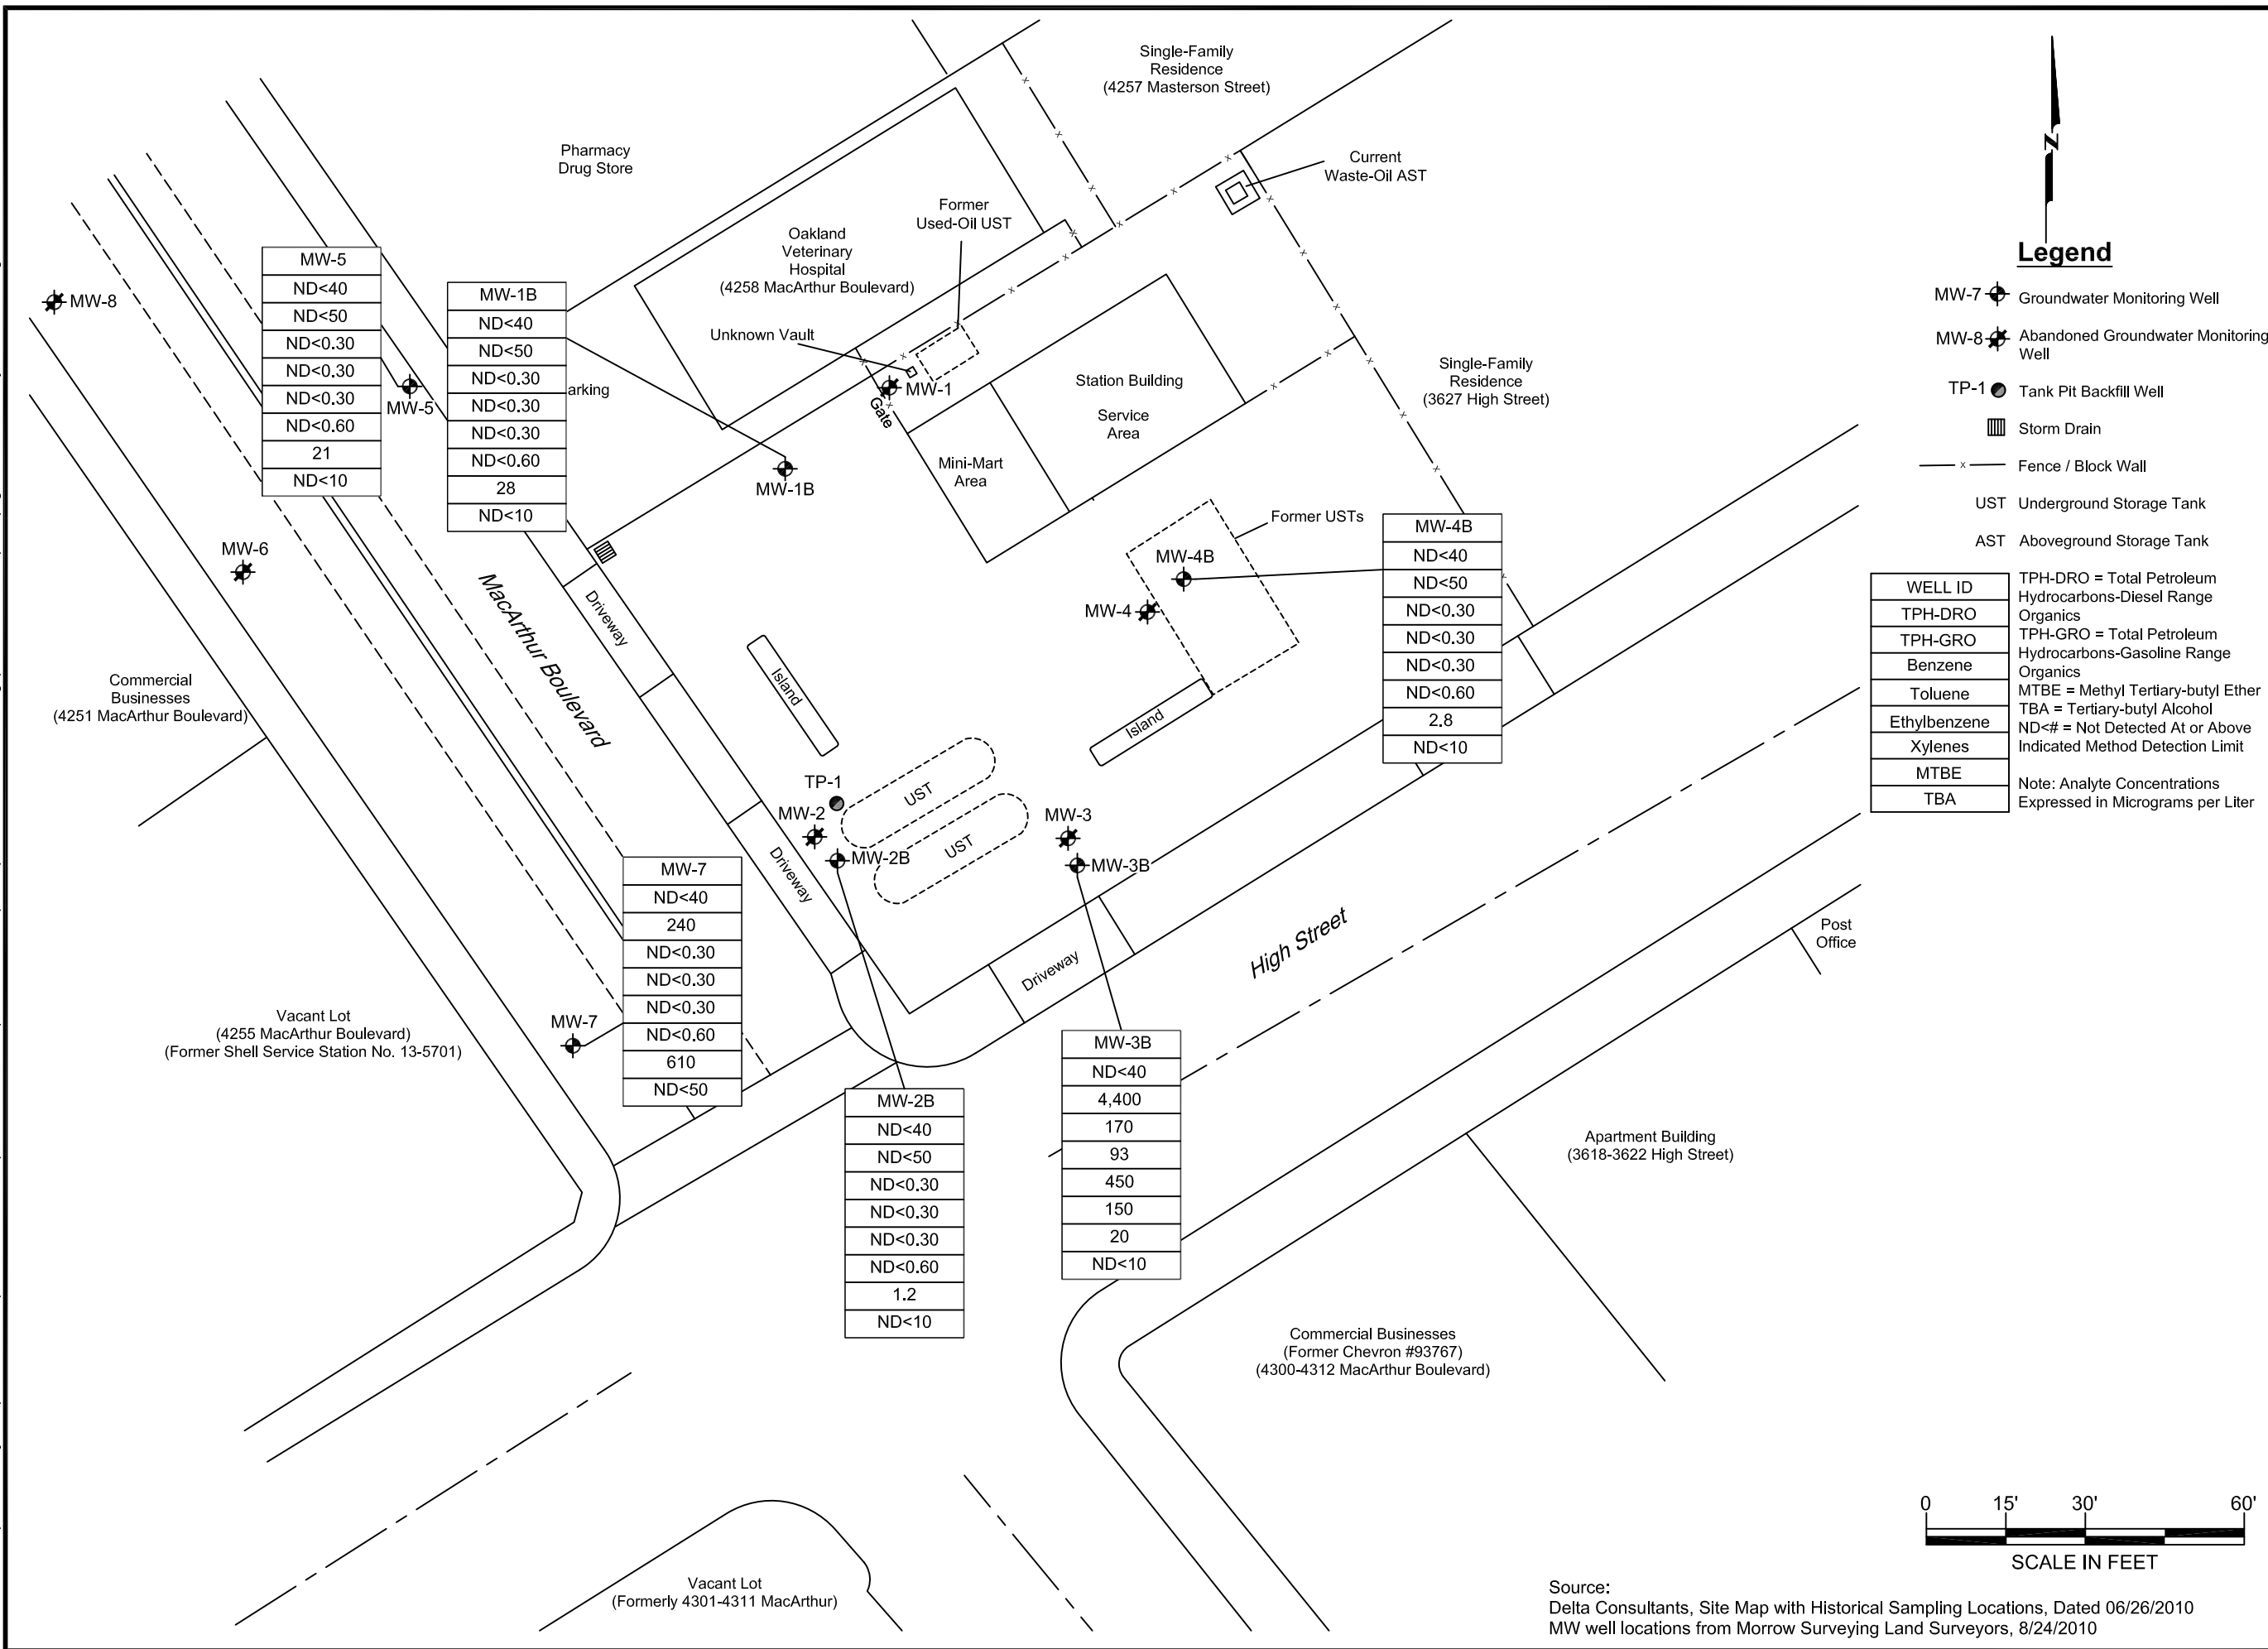 Single-Family
Residence
(4257 Masterson Street)
Pharmacy
Drug Store
Current
Waste-Oil AST
Former
Used-Oil UST
Oakland
Veterinary
Hospital
(4258 MacArthur Boulevard)
Unknown Vault
N
Legend
MW-7 Groundwater Monitoring Well
MW-8 Abandoned Groundwater Monitoring
Well
TP-1 Tank Pit Backfill Well
Storm Drain
x Fence / Block Wall
UST Underground Storage Tank
AST Aboveground Storage Tank
WELL ID
TPH-DRO
TPH-GRO
Benzene
Toluene
Ethylbenzene
Xylenes
MTBE
TBA
TPH-DRO = Total Petroleum
Hydrocarbons-Diesel Range
Organics
TPH-GRO = Total Petroleum
Hydrocarbons-Gasoline Range
Organics
MTBE = Methyl Tertiary-butyl Ether
TBA = Tertiary-butyl Alcohol
ND<# = Not Detected At or Above
Indicated Method Detection Limit
Note: Analyte Concentrations
Expressed in Micrograms per Liter
MW-8
MW-5
ND<40
ND<50
ND<0.30
ND<0.30
ND<0.30
ND<0.60
21
ND<10
MW-5
MW-1B
ND<40
ND<50
ND<0.30
ND<0.30
ND<0.30
ND<0.60
28
ND<10
arking
MW-1
Gate
MW-1B
Station Building
Service
Area
Mini-Mart
Area
Single-Family
Residence
(3627 High Street)
Former USTs
MW-4B
MW-4
MW-4B
ND<40
ND<50
ND<0.30
ND<0.30
ND<0.30
ND<0.60
2.8
ND<10
MW-6
MacArthur Boulevard
Driveway
Island
Island
Commercial
Businesses
(4251 MacArthur Boulevard)
TP-1
MW-2
MW-2B
UST
UST
MW-3
MW-3B
Driveway
MW-7
ND<40
240
ND<0.30
ND<0.30
ND<0.30
ND<0.60
610
ND<50
MW-7
Vacant Lot
(4255 MacArthur Boulevard)
(Former Shell Service Station No. 13-5701)
Driveway
High Street
Post
Office
MW-2B
ND<40
ND<50
ND<0.30
ND<0.30
ND<0.30
ND<0.60
1.2
ND<10
MW-3B
ND<40
4,400
170
93
450
150
20
ND<10
Apartment Building
(3618-3622 High Street)
Commercial Businesses
(Former Chevron #93767)
(4300-4312 MacArthur Boulevard)
Vacant Lot
(Formerly 4301-4311 MacArthur)
0 15' 30' 60'
SCALE IN FEET
Source:
Delta Consultants, Site Map with Historical Sampling Locations, Dated 06/26/2010
MW well locations from Morrow Surveying Land Surveyors, 8/24/2010